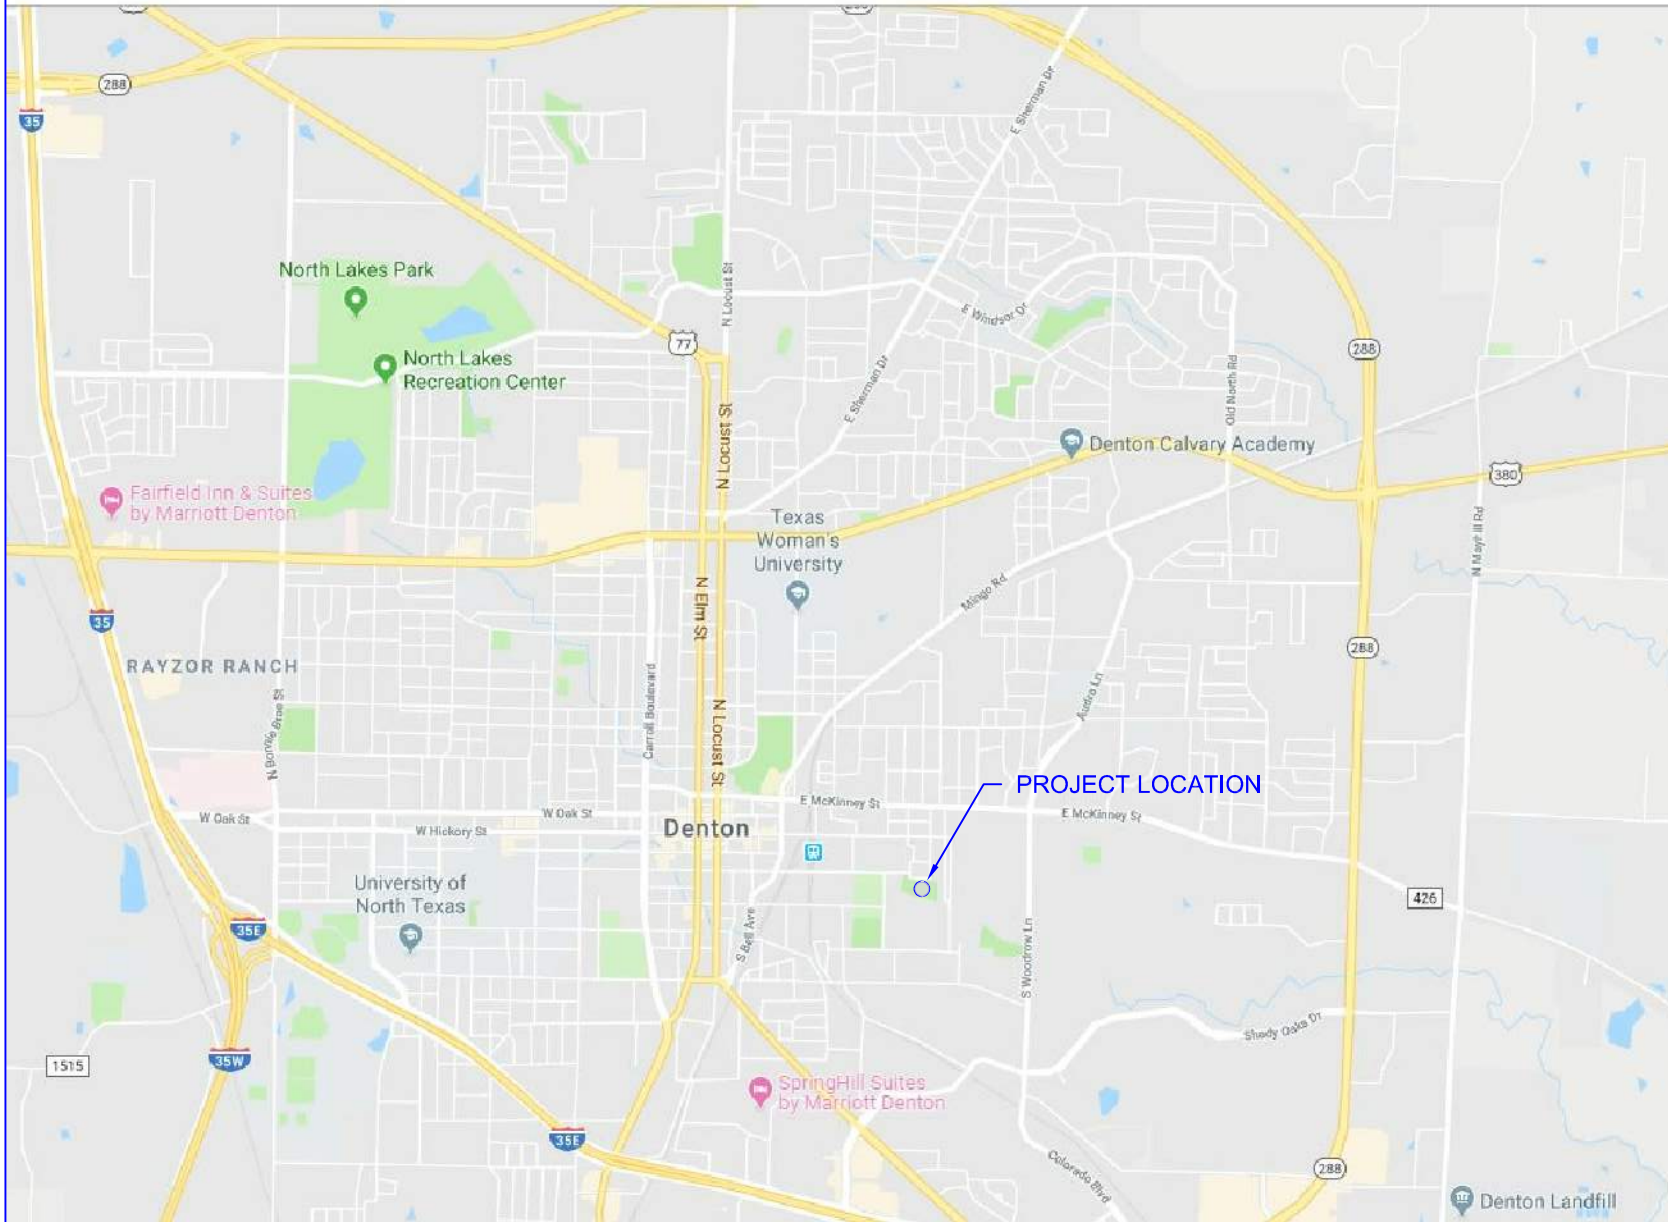 288
35
E Sherman Dr
North Lakes Park
N Locust St
E Windsor Dr
77
North Lakes
Recreation Center
288
E Sherman Dr
Old North Rd
N Locust St
Denton Calvary Academy
380
Fairfield Inn & Suites
by Marriott Denton
Texas
Woman's
University
N Mayhill Rd
Mingo Rd
N Elm St
35
288
RAYZOR RANCH
Carroll Boulevard
Audra Ln
N Bonnie Brae St
N Locust St
PROJECT LOCATION
E McKinney St
E McKinney St
W Oak St
W Oak St
W Hickory St
Denton
University of
North Texas
426
35E
S Bell Ave
S Woodrow Ln
Shady Oaks Dr
1515
35W
SpringHill Suites
by Marriott Denton
35E
Colorado Blvd
288
Denton Landfill